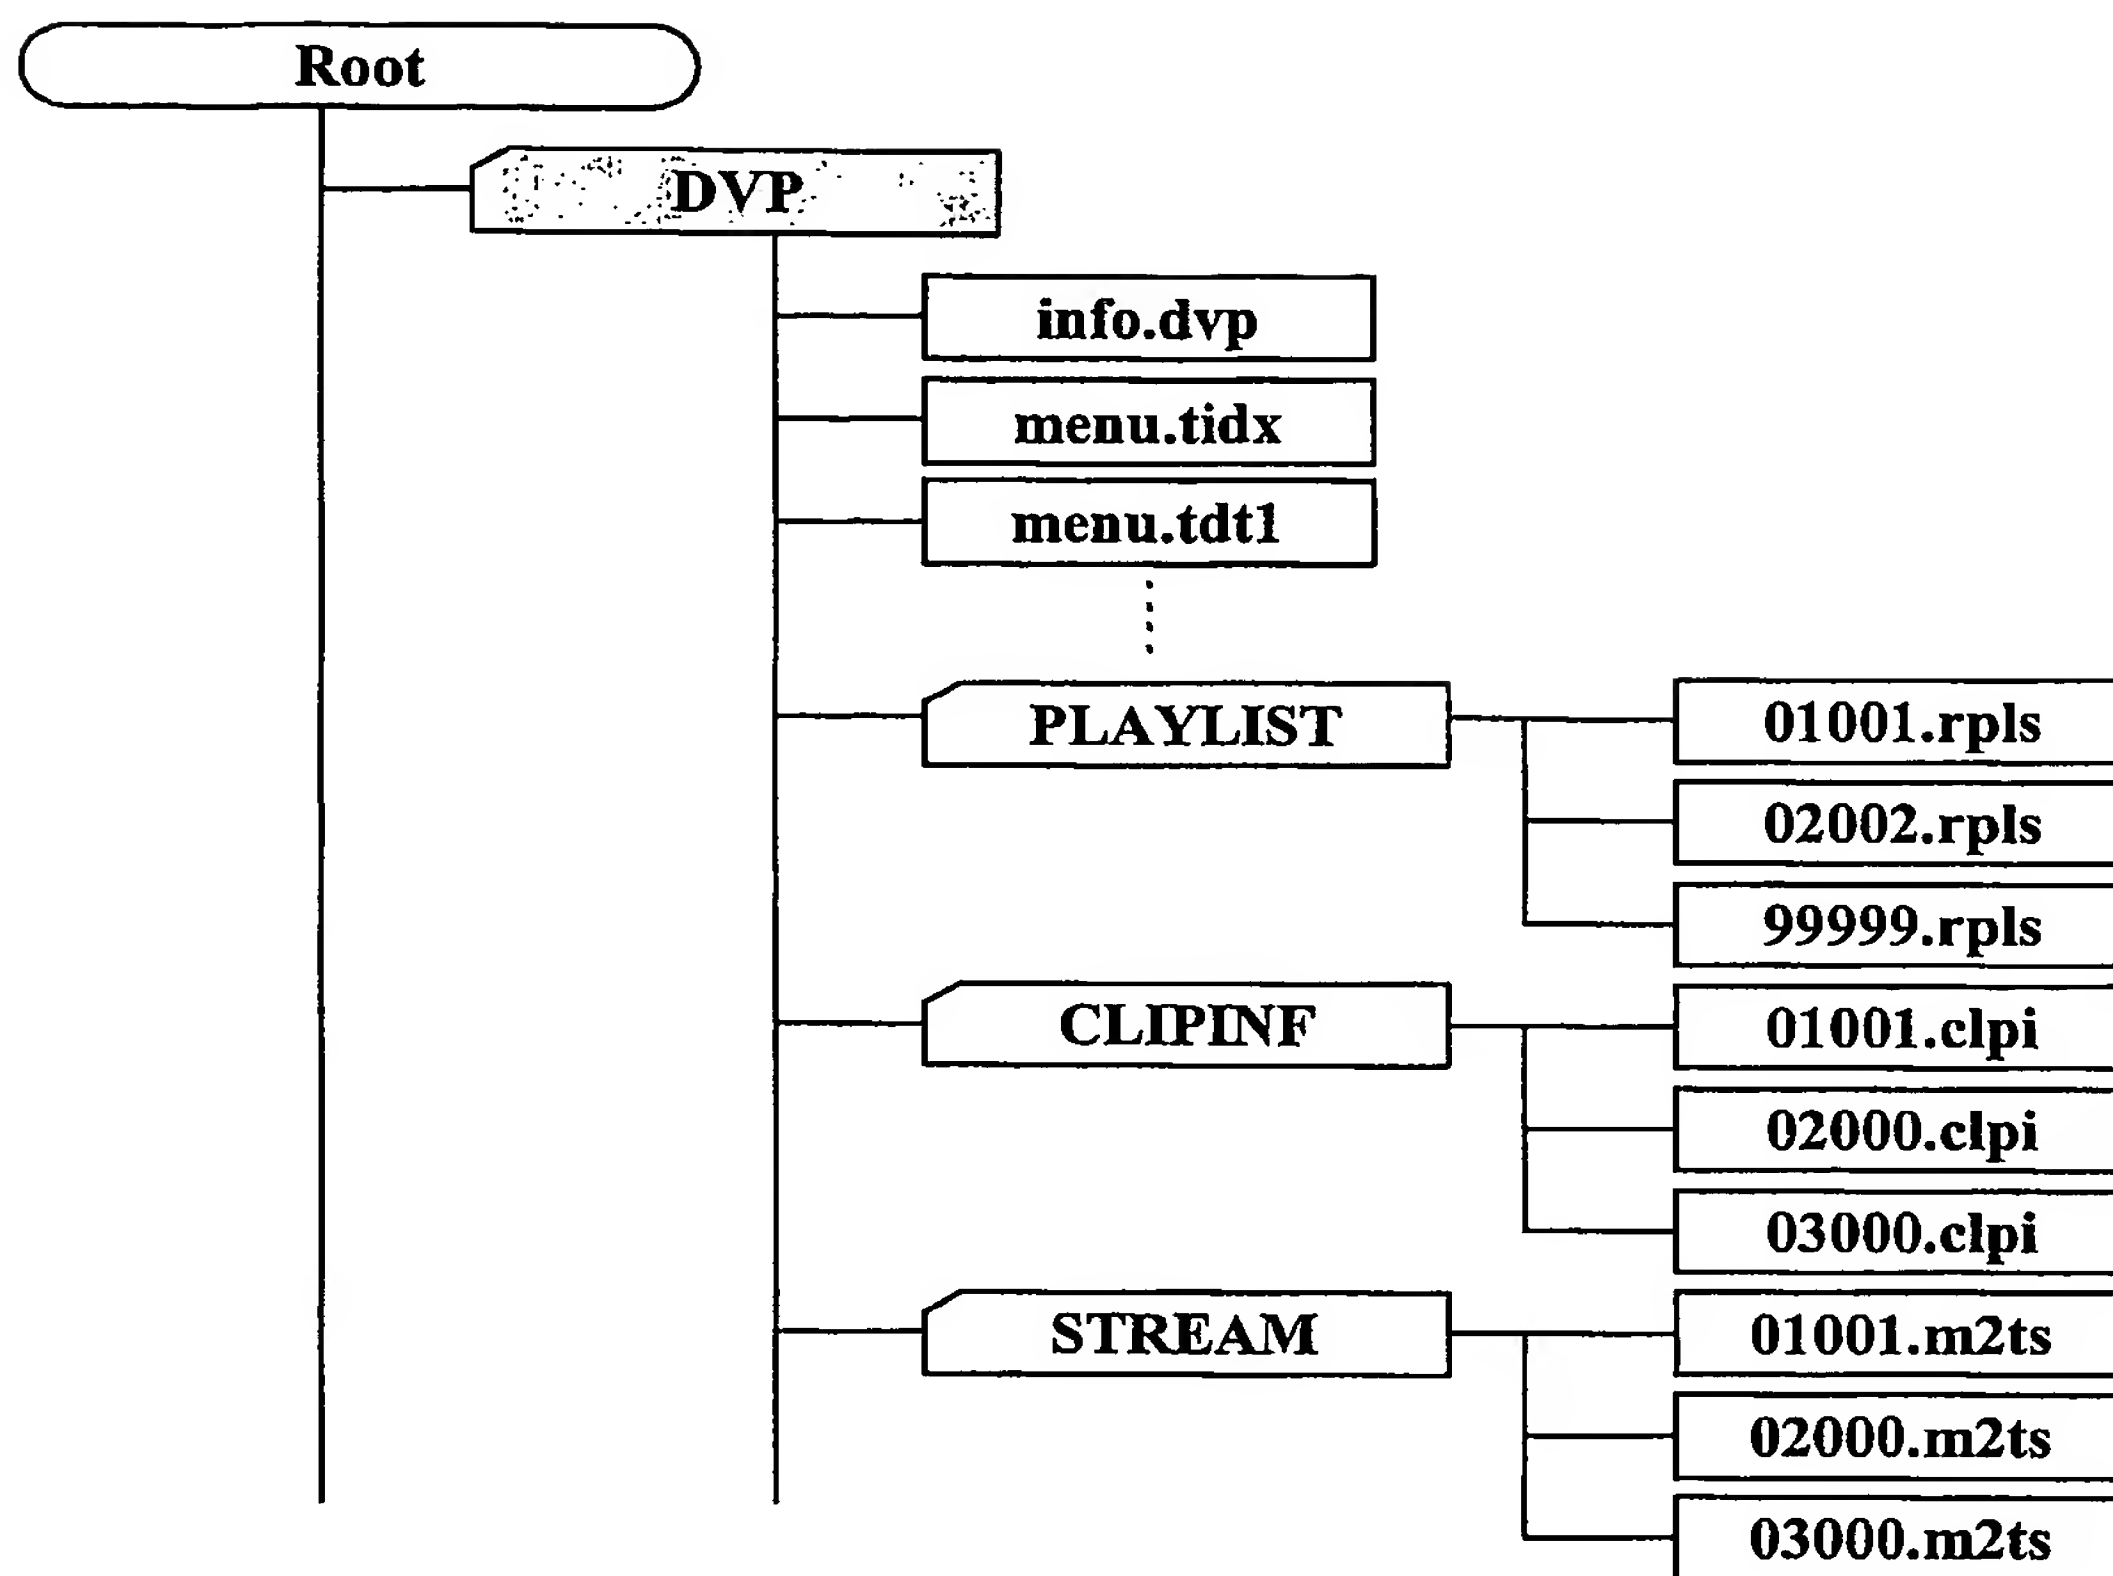 Root
DVP
info.dvp
menu.tidx
menu.tdt1
PLAYLIST
01001.rpls
02002.rpls
99999.rpls
CLIPINF
01001.clpi
02000.clpi
03000.clpi
STREAM
01001.m2ts
02000.m2ts
03000.m2ts